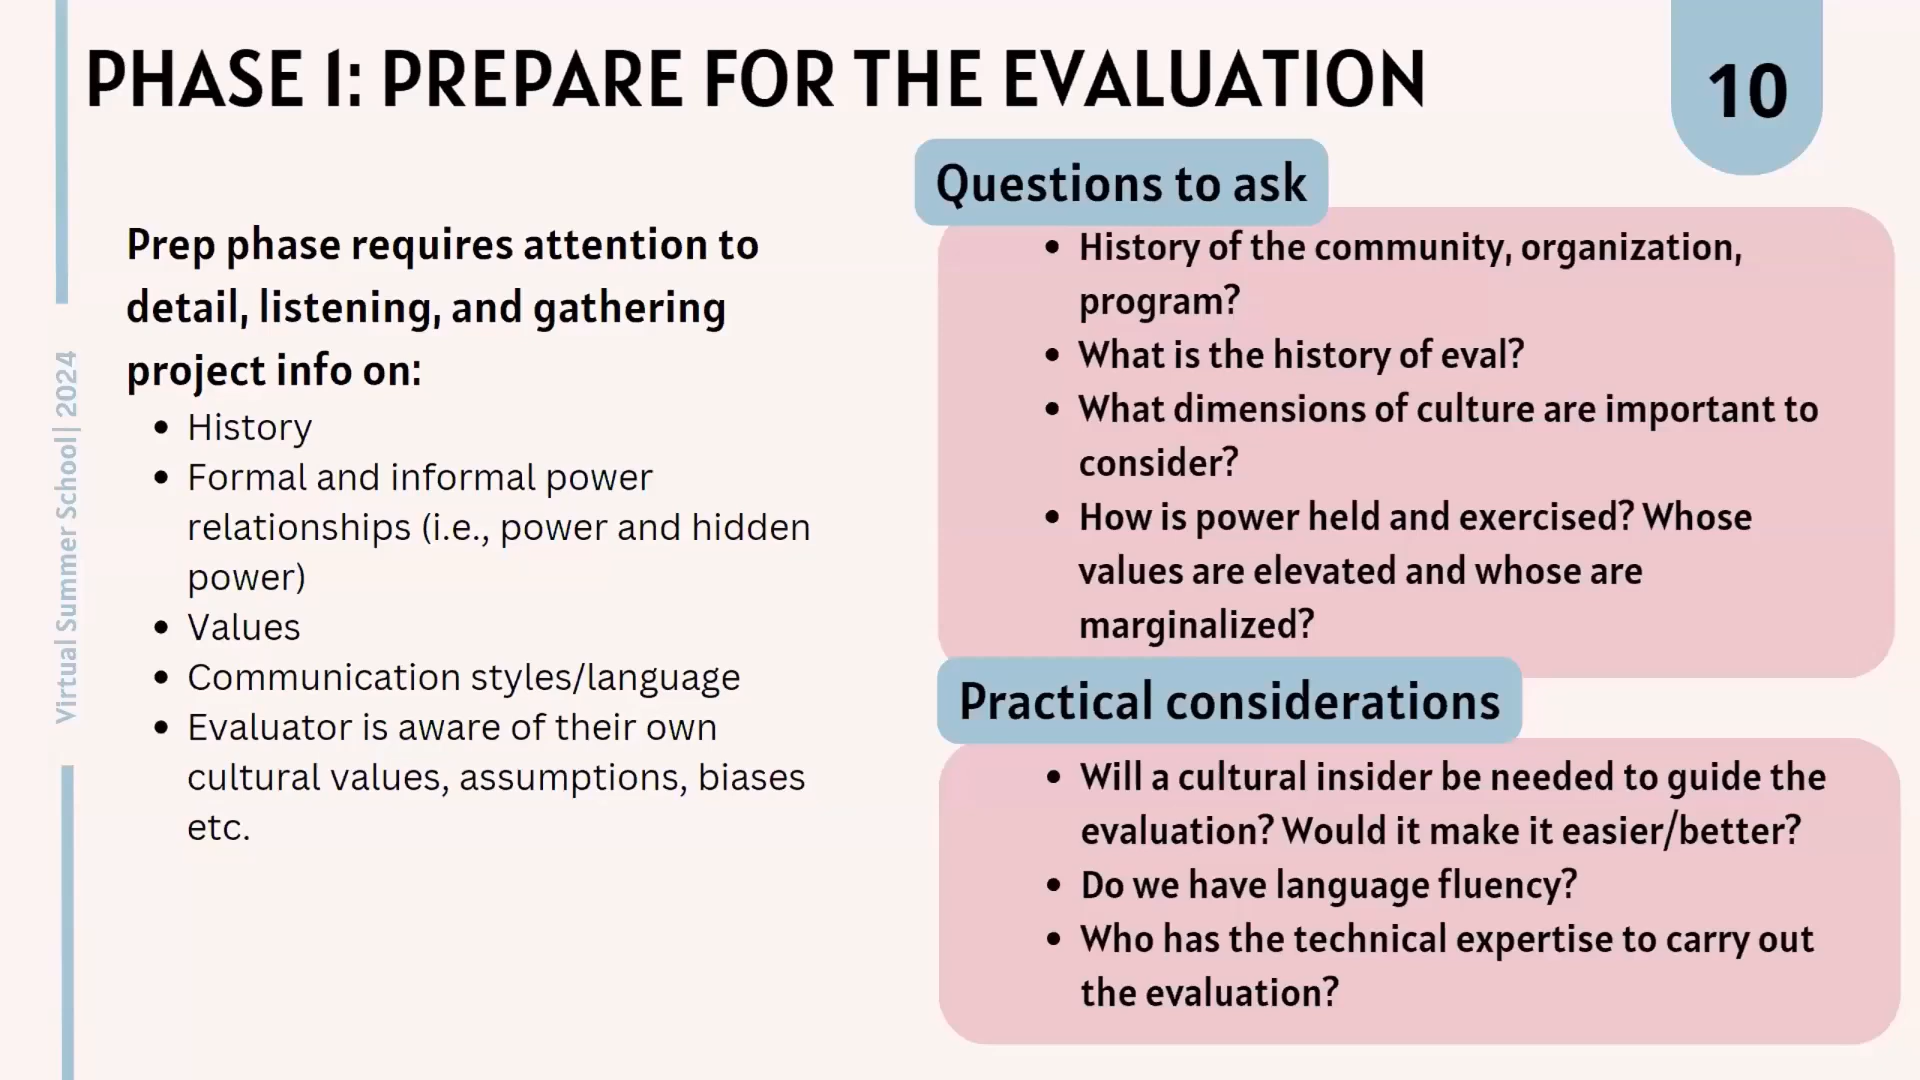 PHASE 1: PREPARE FOR THE EVALUATION
10
Virtual Summer School| 2024
Prep phase requires attention to
detail, listening, and gathering
project info on:
• History
• Formal and informal power
relationships (i.e., power and hidden
power)
• Values
• Communication styles/language
• Evaluator is aware of their own
cultural values, assumptions, biases
etc.
Questions to ask
• History of the community, organization,
program?
• What is the history of eval?
• What dimensions of culture are important to
consider?
• How is power held and exercised? Whose
values are elevated and whose are
marginalized?
Practical considerations
• Will a cultural insider be needed to guide the
evaluation? Would it make it easier/better?
• Do we have language fluency?
• Who has the technical expertise to carry out
the evaluation?